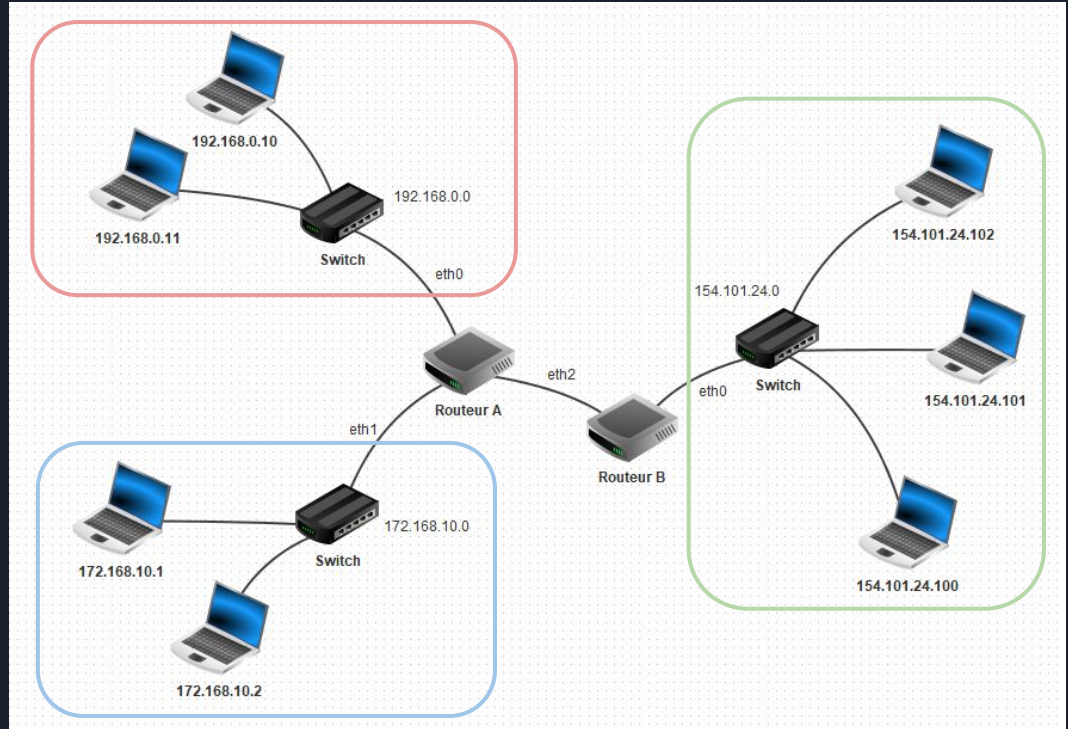 192.168.0.10
192.168.0.11
192.168.0.0
Switch
eth0
Routeur A
eth1
eth2
Routeur B
eth0
154.101.24.0
Switch
154.101.24.102
154.101.24.101
154.101.24.100
172.168.10.0
Switch
172.168.10.1
172.168.10.2